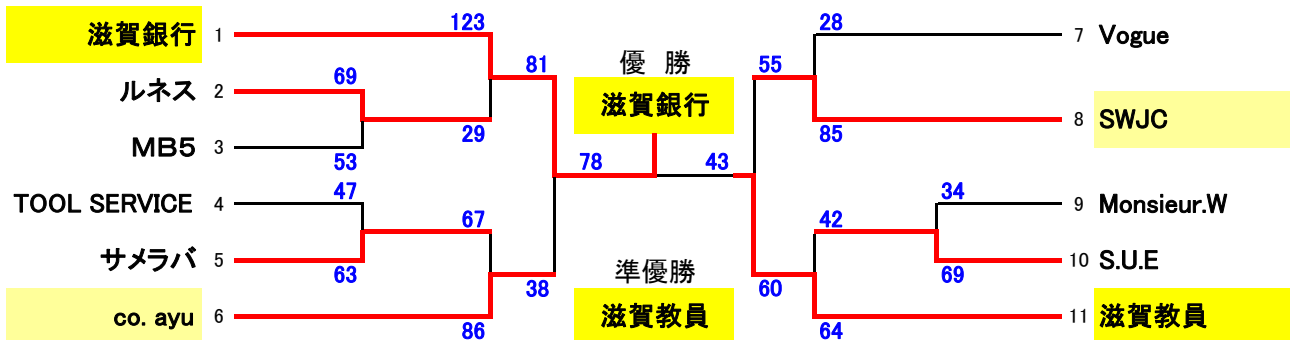 滋賀銀行 1 123 28 7 Vogue
81 優 勝 55
ルネス 2 69 滋賀銀行
29 85 8 SWJC
MB5 3 53 78 43
TOOL SERVICE 4 47 34 9 Monsieur.W
67 42
サメラバ 5 63 準優勝 69 10 S.U.E
38 60
co. ayu 6 86 滋賀教員 64 11 滋賀教員